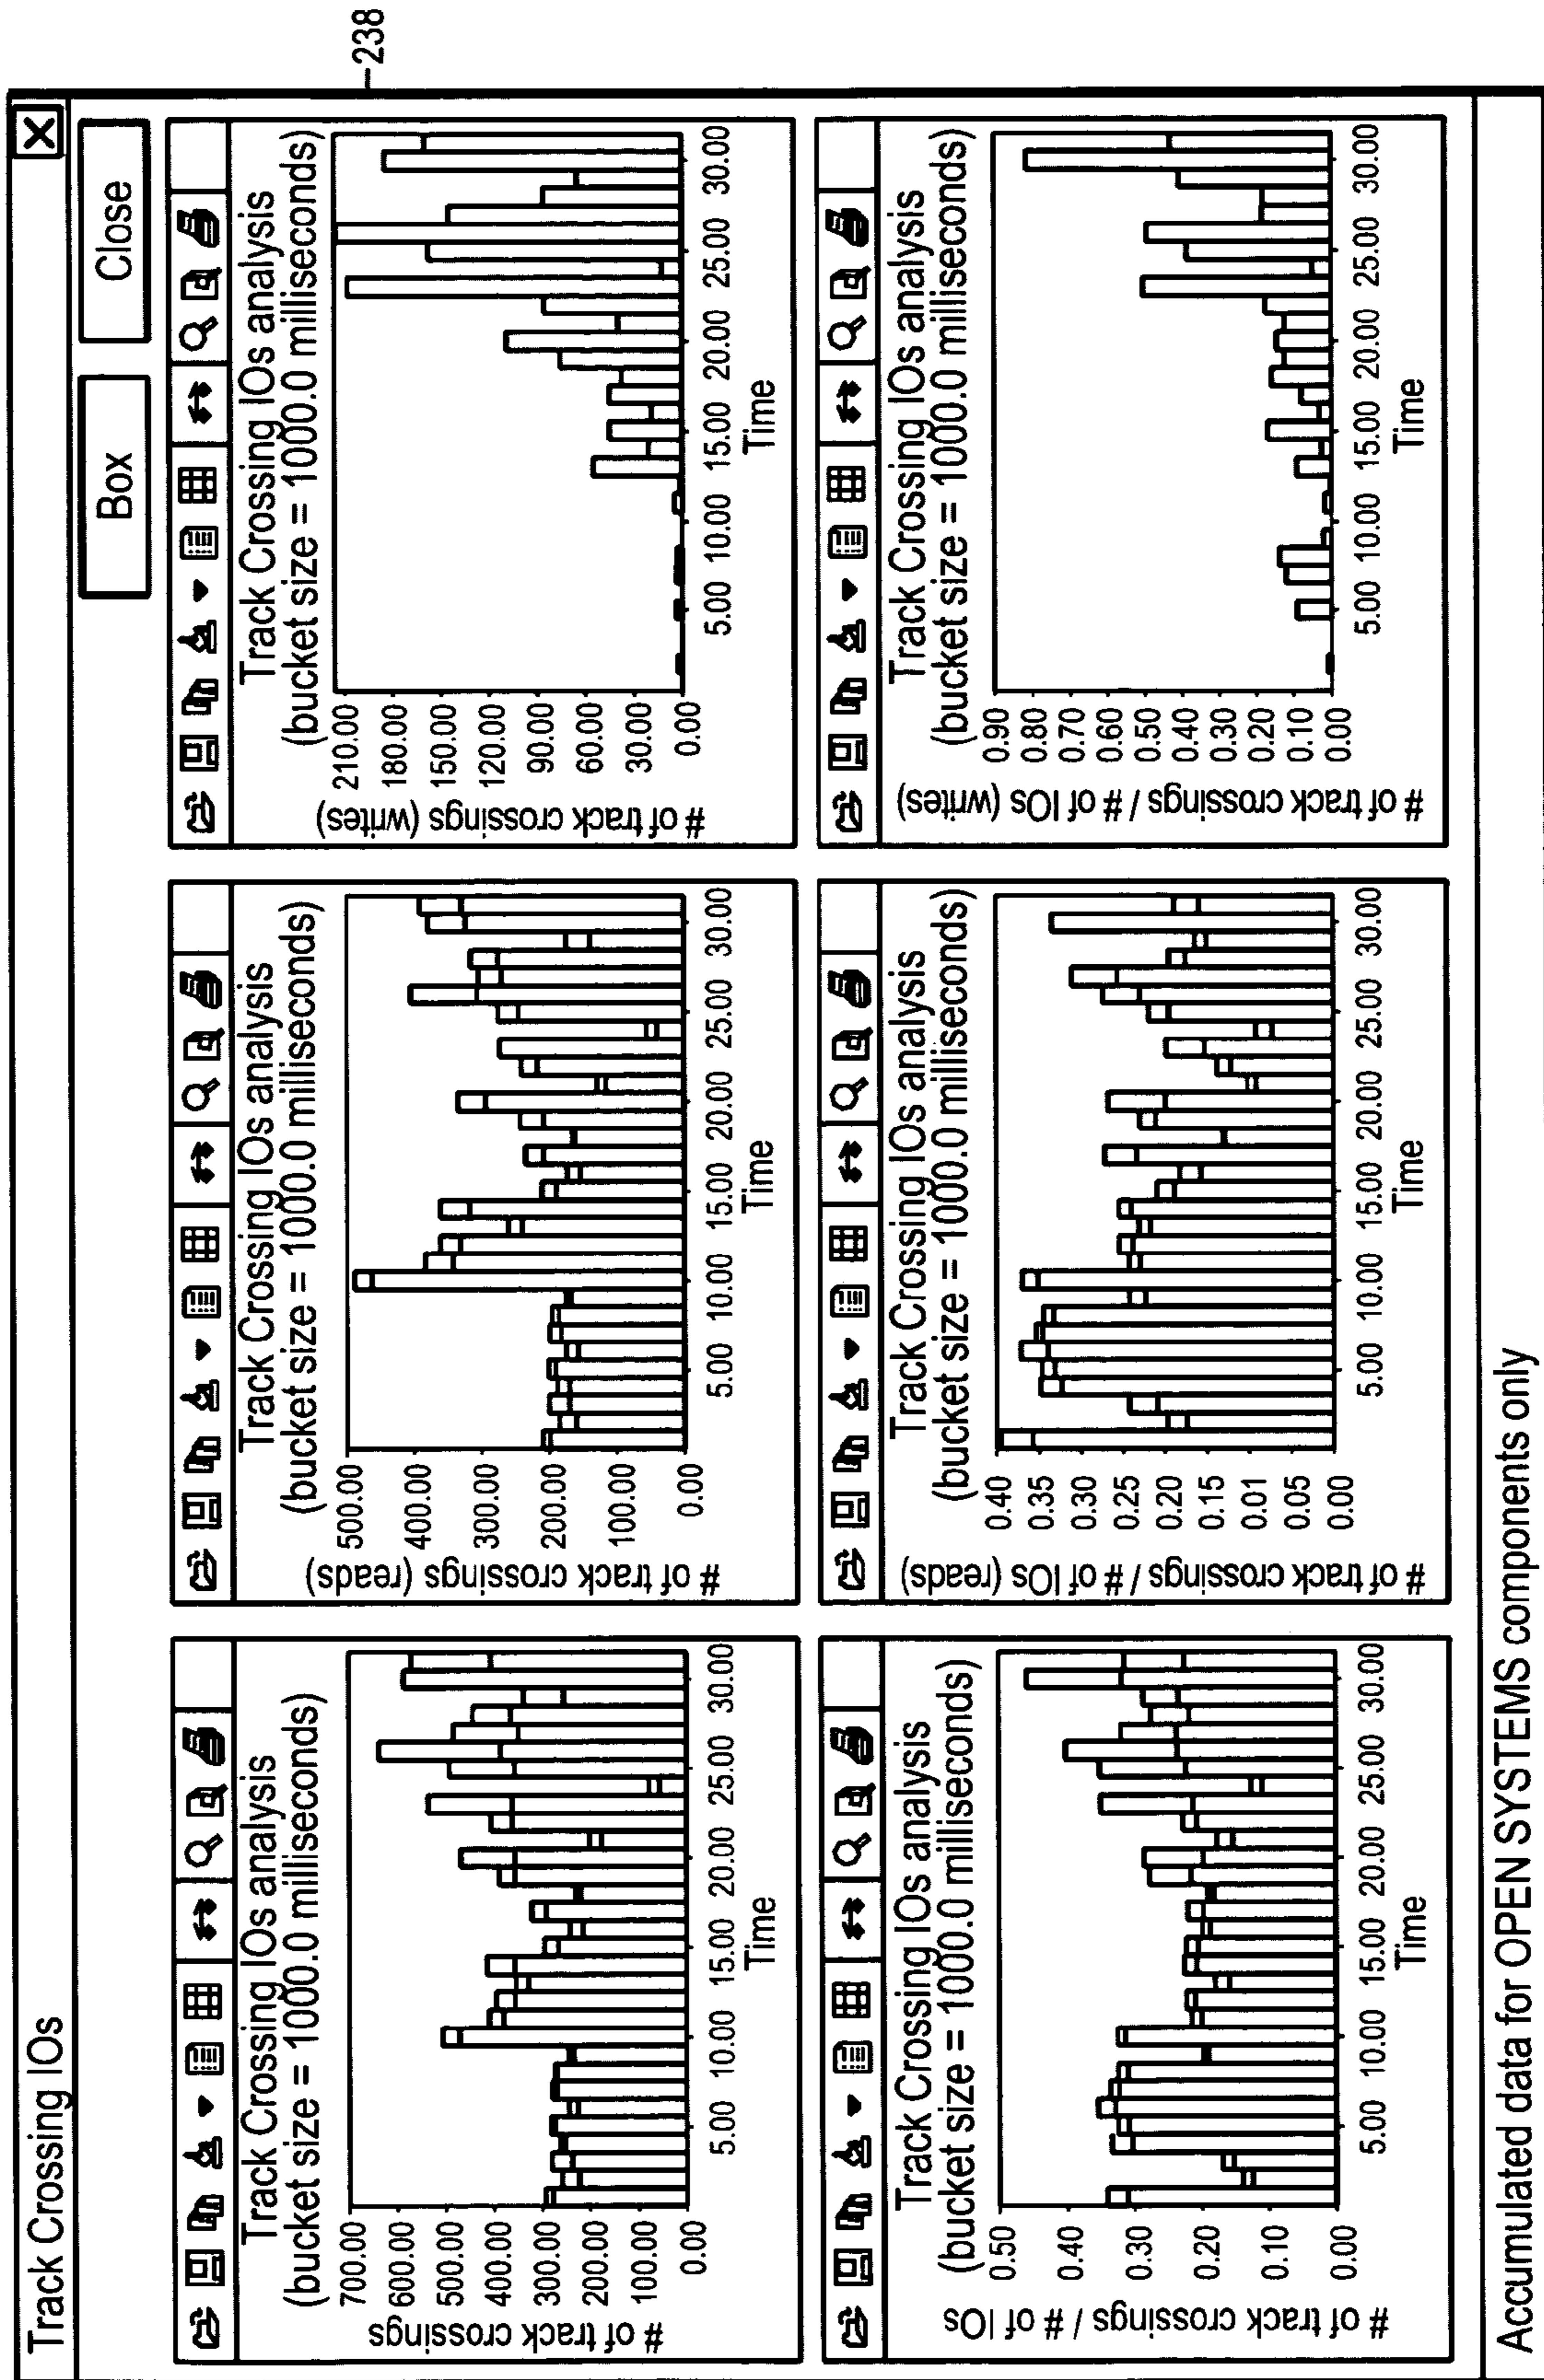 Track Crossing IOs
Box
Close
238
Track Crossing IOs analysis
(bucket size = 1000.0 milliseconds)
# of track crossings
700.00
600.00
500.00
400.00
300.00
200.00
100.00
0.00
5.00 10.00 15.00 20.00 25.00 30.00
Time
Track Crossing IOs analysis
(bucket size = 1000.0 milliseconds)
# of track crossings (reads)
500.00
400.00
300.00
200.00
100.00
0.00
5.00 10.00 15.00 20.00 25.00 30.00
Time
Track Crossing IOs analysis
(bucket size = 1000.0 milliseconds)
# of track crossings (writes)
210.00
180.00
150.00
120.00
90.00
60.00
30.00
0.00
5.00 10.00 15.00 20.00 25.00 30.00
Time
Track Crossing IOs analysis
(bucket size = 1000.0 milliseconds)
# of track crossings / # of IOs
0.50
0.40
0.30
0.20
0.10
0.00
5.00 10.00 15.00 20.00 25.00 30.00
Time
Track Crossing IOs analysis
(bucket size = 1000.0 milliseconds)
# of track crossings / # of IOs (reads)
0.40
0.35
0.30
0.25
0.20
0.15
0.01
0.05
0.00
5.00 10.00 15.00 20.00 25.00 30.00
Time
Track Crossing IOs analysis
(bucket size = 1000.0 milliseconds)
# of track crossings / # of IOs (writes)
0.90
0.80
0.70
0.60
0.50
0.40
0.30
0.20
0.10
0.00
5.00 10.00 15.00 20.00 25.00 30.00
Time
Accumulated data for OPEN SYSTEMS components only